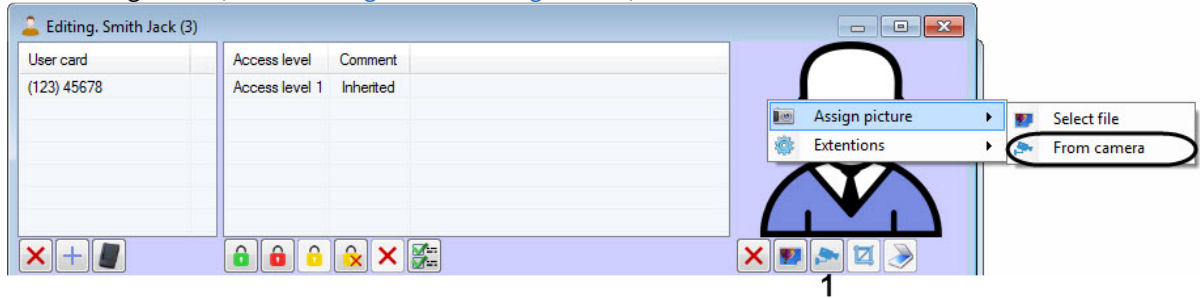 Editing. Smith Jack (3)
User card
Access level Comment
(123) 45678
Access level 1 Inherited
Assign picture
Select file
Extentions
From camera
1